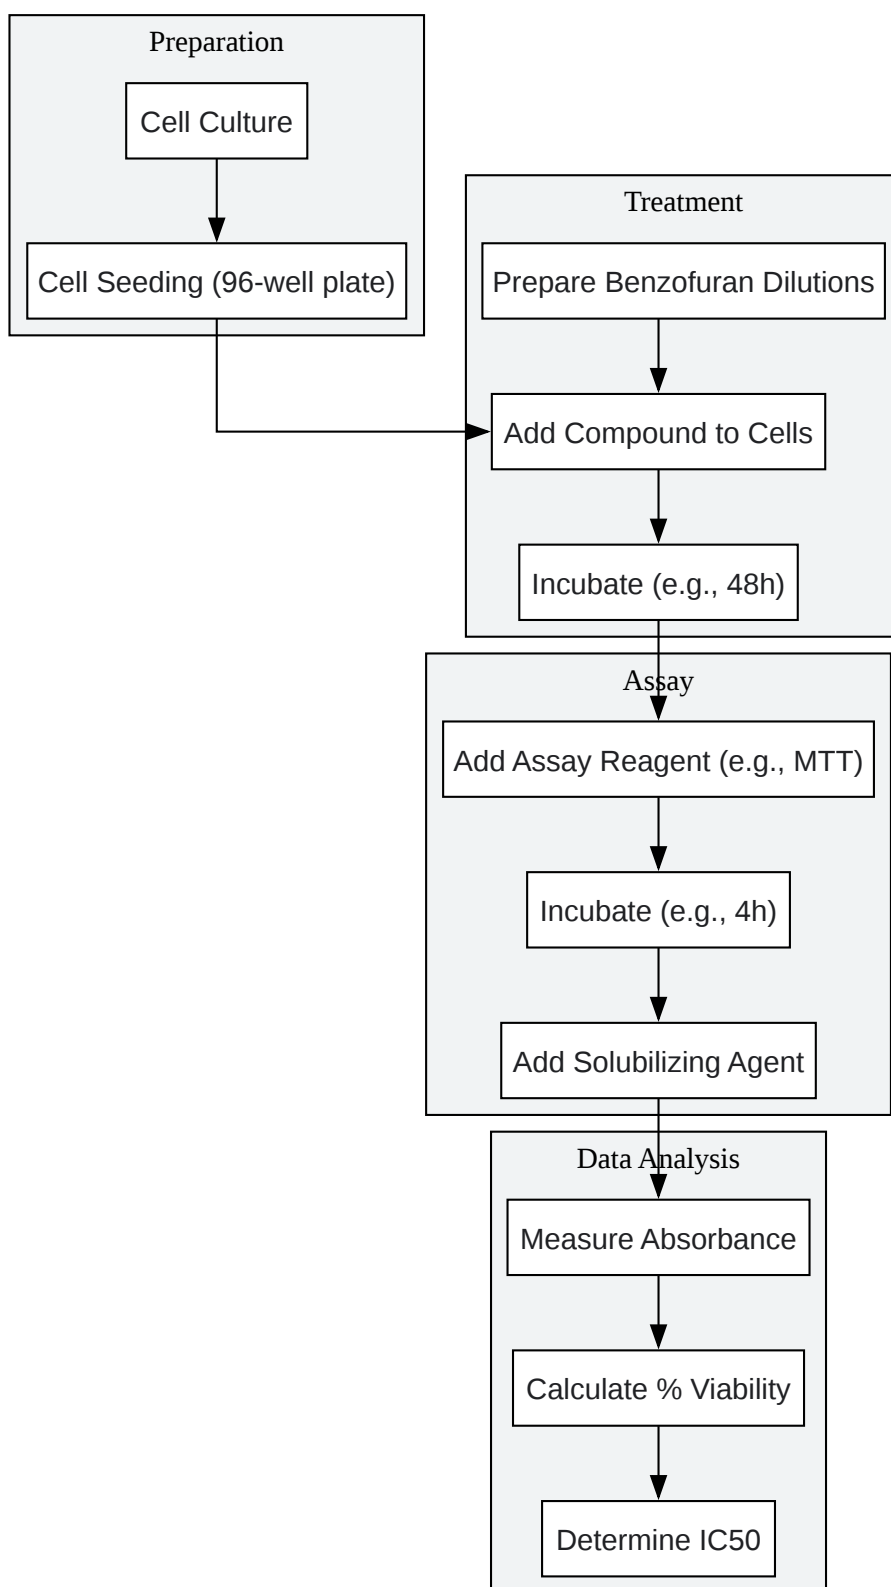 Preparation
Cell Culture
Cell Seeding (96-well plate)
Treatment
Prepare Benzofuran Dilutions
Add Compound to Cells
Incubate (e.g., 48h)
Assay
Add Assay Reagent (e.g., MTT)
Incubate (e.g., 4h)
Add Solubilizing Agent
Data Analysis
Measure Absorbance
Calculate % Viability
Determine IC50